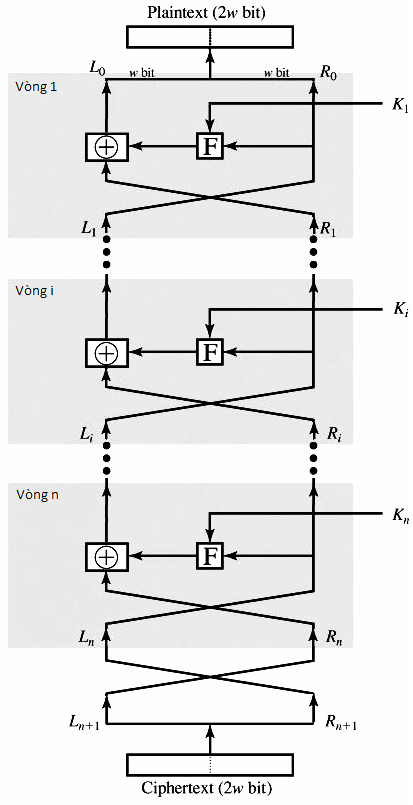 Plaintext (2w bit)
L0 w bit w bit R0
Vòng 1
K1
F
L1 R1
Vòng i
Ki
F
Li Ri
Vòng n
Kn
F
Ln Rn
Ln+1 Rn+1
Ciphertext (2w bit)